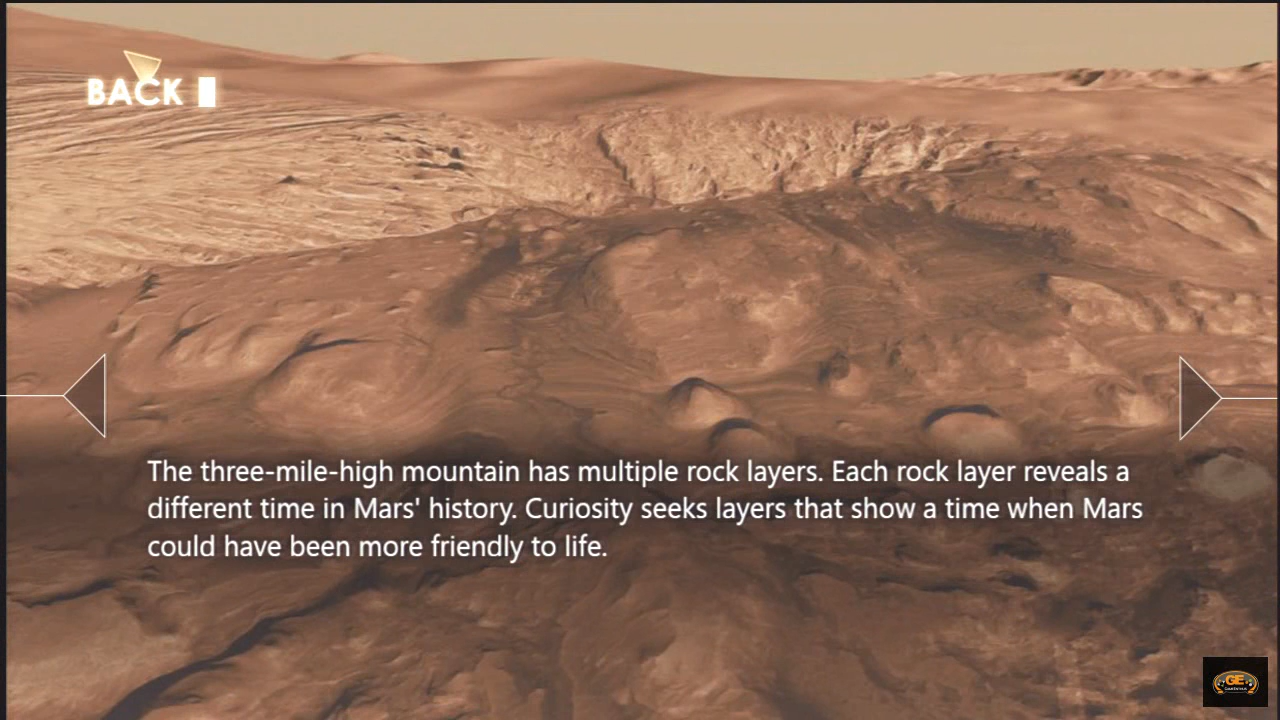 BACK
The three-mile-high mountain has multiple rock layers. Each rock layer reveals a
different time in Mars' history. Curiosity seeks layers that show a time when Mars
could have been more friendly to life.
GE